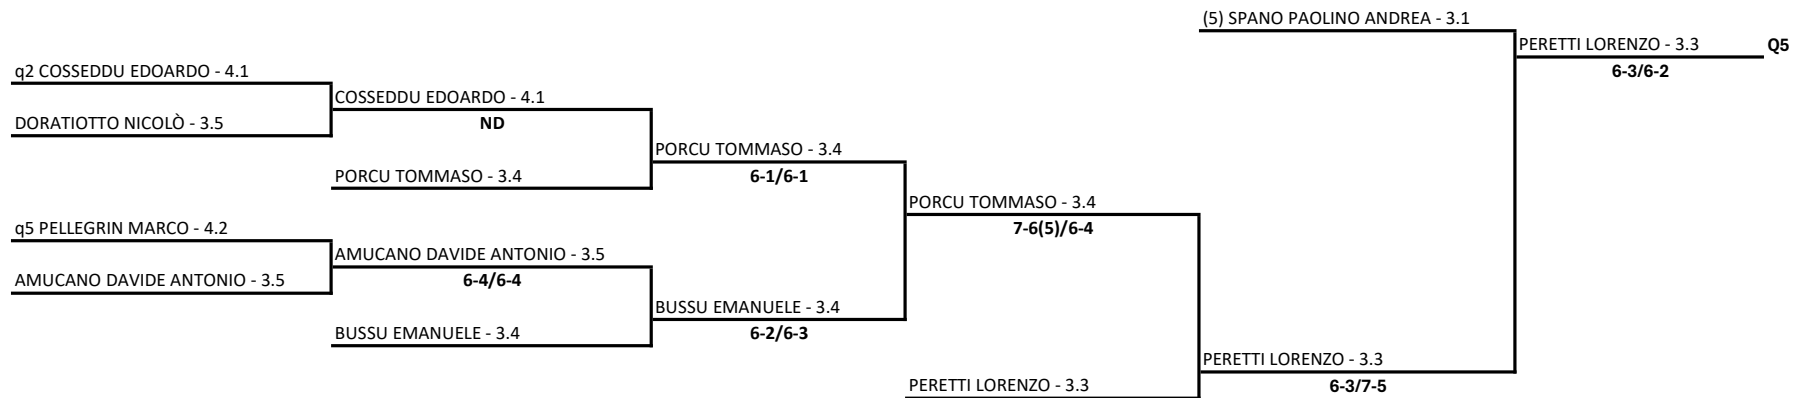 (5) SPANO PAOLINO ANDREA - 3.1
PERETTI LORENZO - 3.3
Q5
q2 COSSEDDU EDOARDO - 4.1
6-3/6-2
COSSEDDU EDOARDO - 4.1
DORATIOTTO NICOLÒ - 3.5
ND
PORCU TOMMASO - 3.4
PORCU TOMMASO - 3.4
6-1/6-1
PORCU TOMMASO - 3.4
q5 PELLEGRIN MARCO - 4.2
7-6(5)/6-4
AMUCANO DAVIDE ANTONIO - 3.5
AMUCANO DAVIDE ANTONIO - 3.5
6-4/6-4
BUSSU EMANUELE - 3.4
BUSSU EMANUELE - 3.4
6-2/6-3
PERETTI LORENZO - 3.3
PERETTI LORENZO - 3.3
6-3/7-5